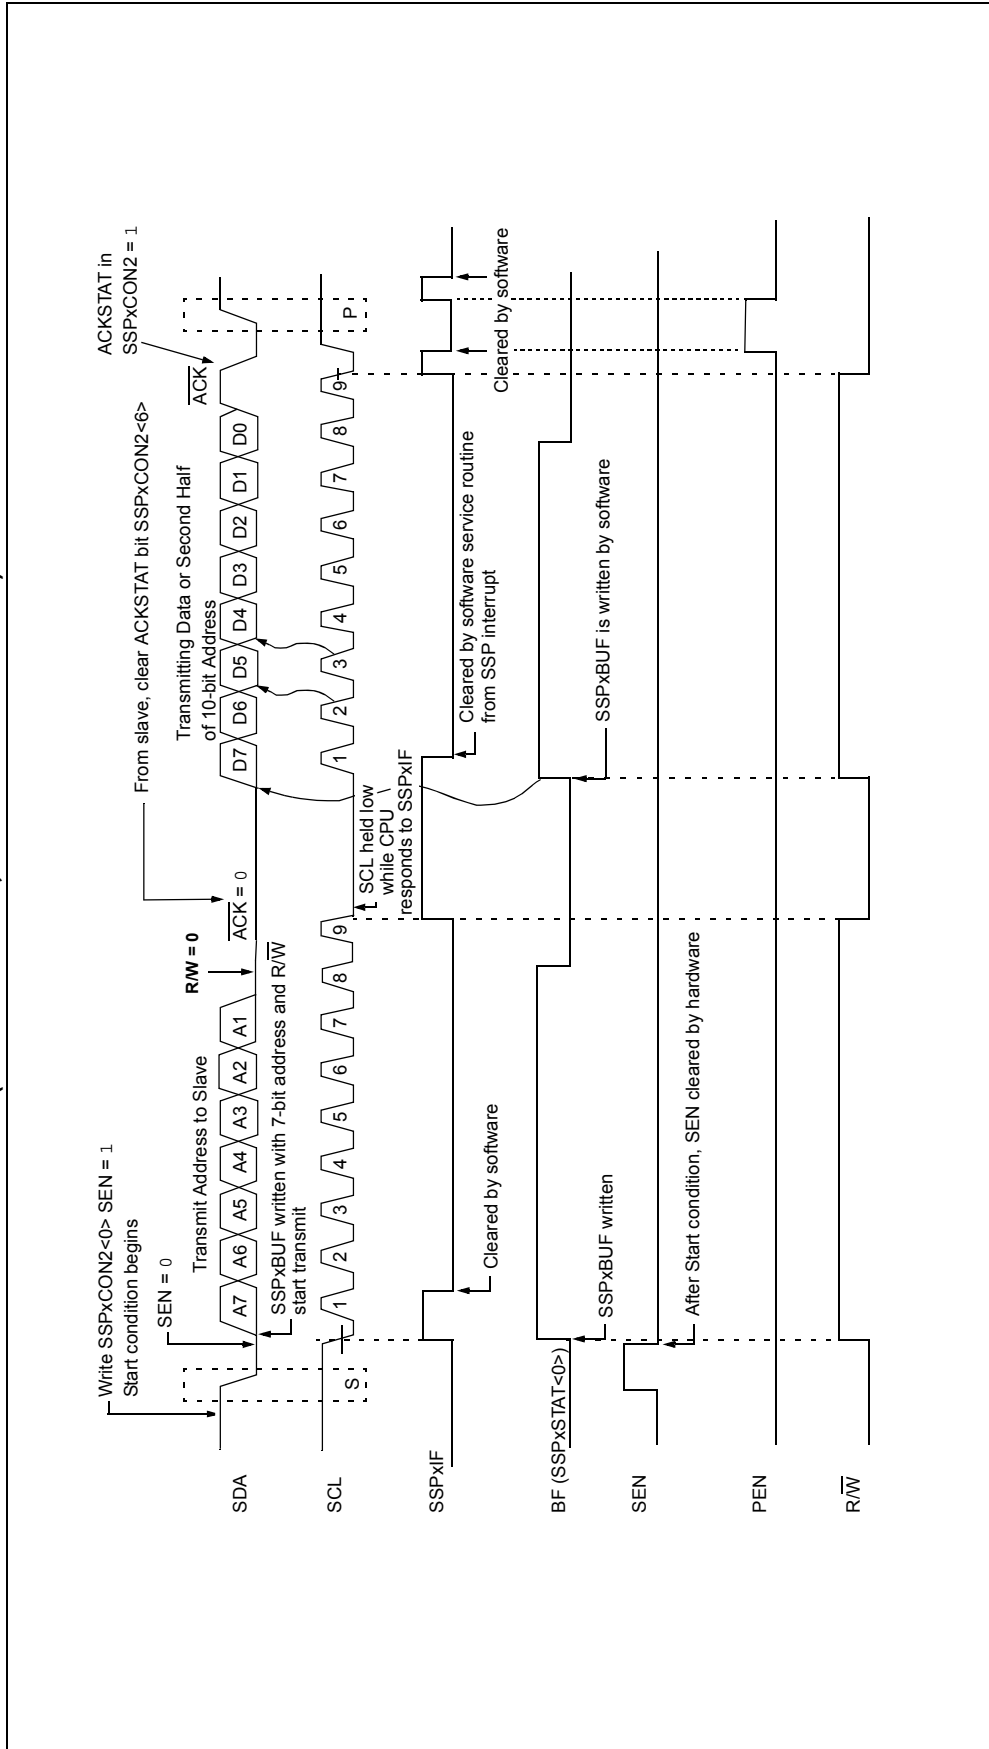 Write SSPxCON2<0> SEN = 1
Start condition begins
SEN = 0
Transmit Address to Slave
R/W = 0
From slave, clear ACKSTAT bit SSPxCON2<6>
ACK = 0
Transmitting Data or Second Half
of 10-bit Address
ACKSTAT in
SSPxCON2 = 1
ACK
SDA
A7 A6 A5 A4 A3 A2 A1
D7 D6 D5 D4 D3 D2 D1 D0
SSPxBUF written with 7-bit address and R/W
start transmit
SCL
S
1 2 3 4 5 6 7 8 9
1 2 3 4 5 6 7 8 9
P
SCL held low
while CPU
responds to SSPxIF
SSPxIF
Cleared by software
Cleared by software service routine
from SSP interrupt
Cleared by software
BF (SSPxSTAT<0>)
SSPxBUF written
SSPxBUF is written by software
SEN
After Start condition, SEN cleared by hardware
PEN
R/W